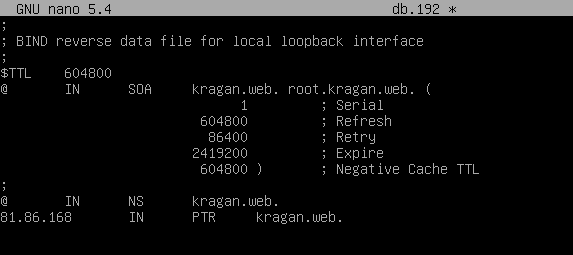 GNU nano 5.4 db.192 *
;
; BIND reverse data file for local loopback interface
;
$TTL 604800
@ IN SOA kragan.web. root.kragan.web. (
1 ; Serial
604800 ; Refresh
86400 ; Retry
2419200 ; Expire
604800 ) ; Negative Cache TTL
;
@ IN NS kragan.web.
81.86.168 IN PTR kragan.web.